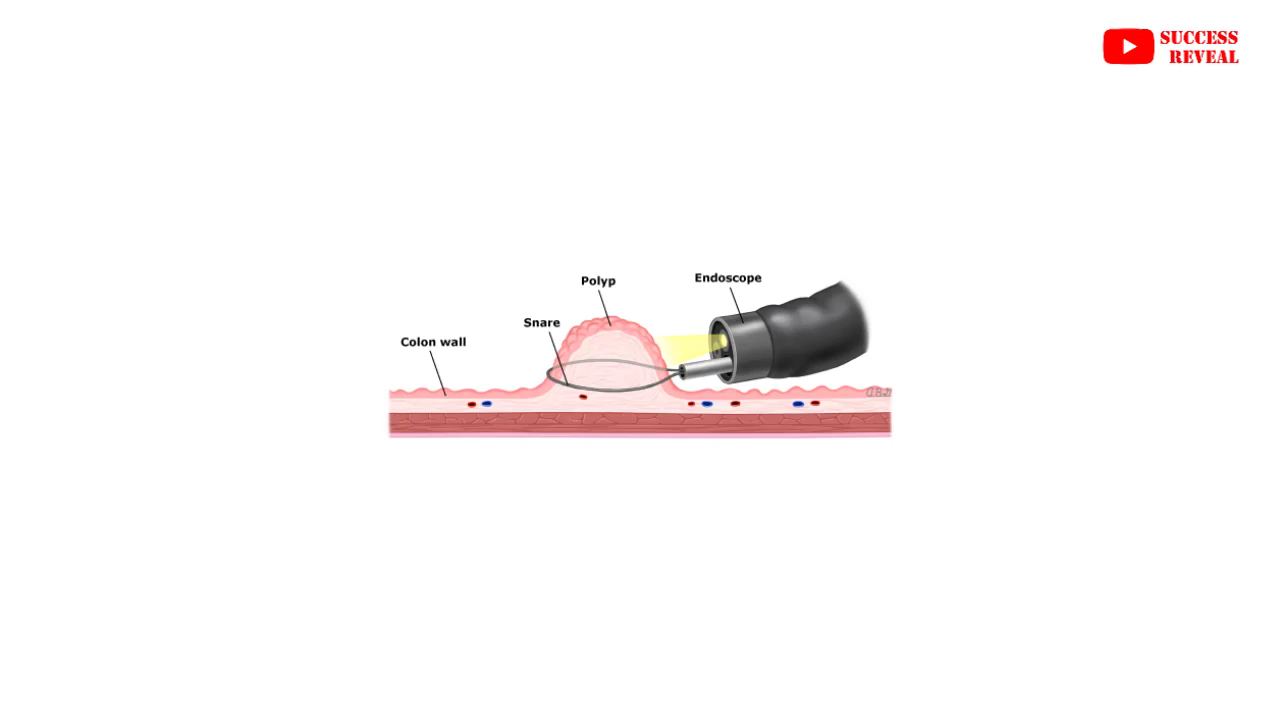 SUCCESS
REVEAL
Polyp
Endoscope
Snare
Colon wall